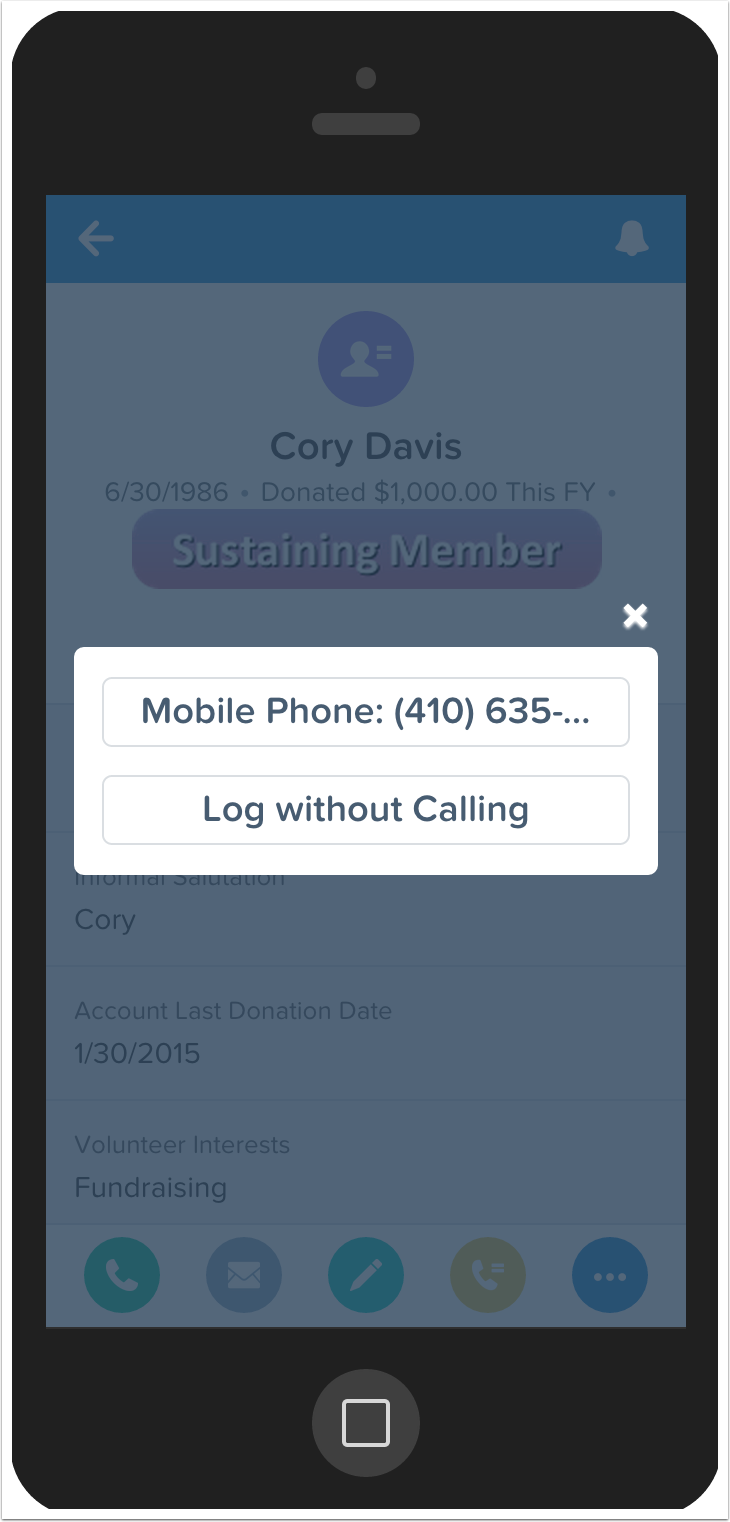 Cory Davis
6/30/1986 • Donated $1,000.00 This FY •
Sustaining Member
Mobile Phone: (410) 635-...
Log without Calling
Informal Salutation
Cory
Account Last Donation Date
1/30/2015
Volunteer Interests
Fundraising